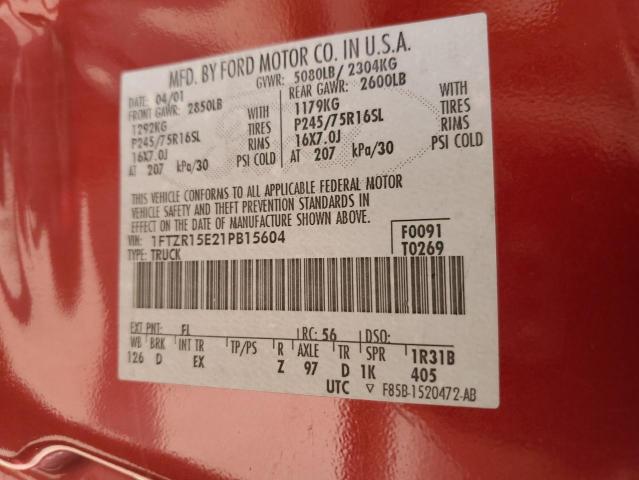 MFD. BY FORD MOTOR CO. IN U.S.A.
DATE: 04/01 GVWR: 5080LB/ 2304KG
FRONT GAWR: 2850LB REAR GAWR: 2600LB
1292KG WITH 1179KG WITH
P245/75R16SL TIRES P245/75R16SL TIRES
16X7.0J RIMS 16X7.0J RIMS
AT 207 kPa/30 PSI COLD AT 207 kPa/30 PSI COLD
THIS VEHICLE CONFORMS TO ALL APPLICABLE FEDERAL MOTOR
VEHICLE SAFETY AND THEFT PREVENTION STANDARDS IN
EFFECT ON THE DATE OF MANUFACTURE SHOWN ABOVE.
VIN: 1FTZR15E21PB15604 F0091
TYPE: TRUCK T0269
EXT PNT: FL RC: 56 DSO:
WB BRK INT TR TP/PS R AXLE TR SPR 1R31B
126 D EX Z 97 D 1K 405
UTC ▽ F85B-1520472-AB